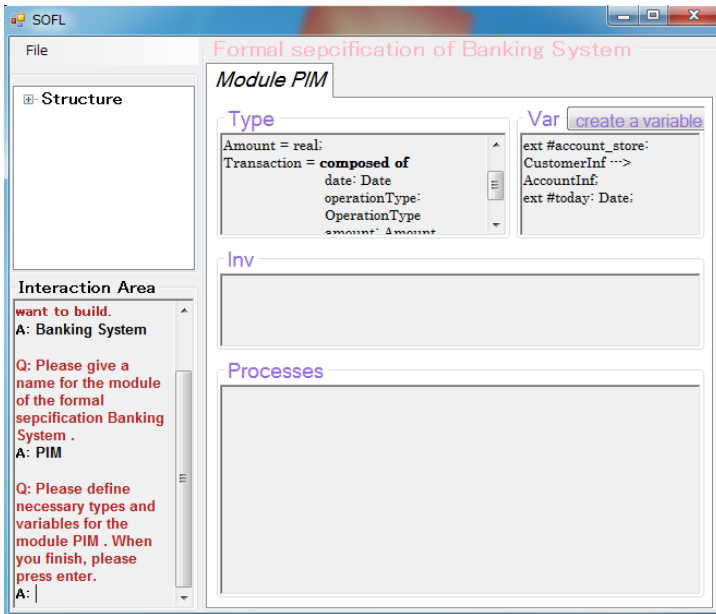 SOFL
File
Formal sepcification of Banking System
Module PIM
Structure
Type
Amount = real;
Transaction = composed of
date: Date
operationType:
OperationType
amount: Amount
Var create a variable
ext #account_store:
CustomerInf --->
AccountInf;
ext #today: Date;
Inv
Processes
Interaction Area
want to build.
A: Banking System
Q: Please give a
name for the module
of the formal
sepcification Banking
System .
A: PIM
Q: Please define
necessary types and
variables for the
module PIM . When
you finish, please
press enter.
A: